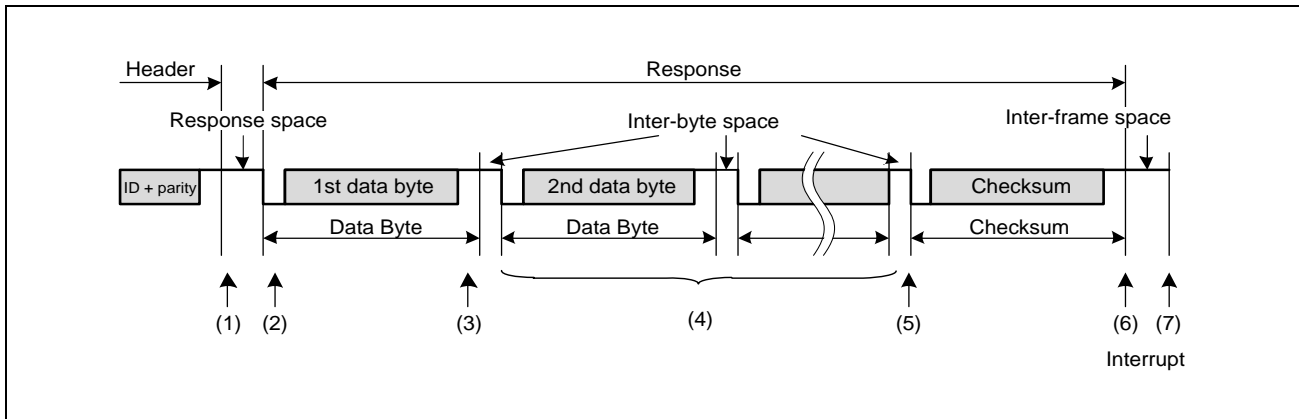 Header
Response
Response space
Inter-byte space
Inter-frame space
ID + parity
1st data byte
2nd data byte
Checksum
Data Byte
Data Byte
Checksum
(1)
(2)
(3)
(4)
(5)
(6)
(7)
Interrupt